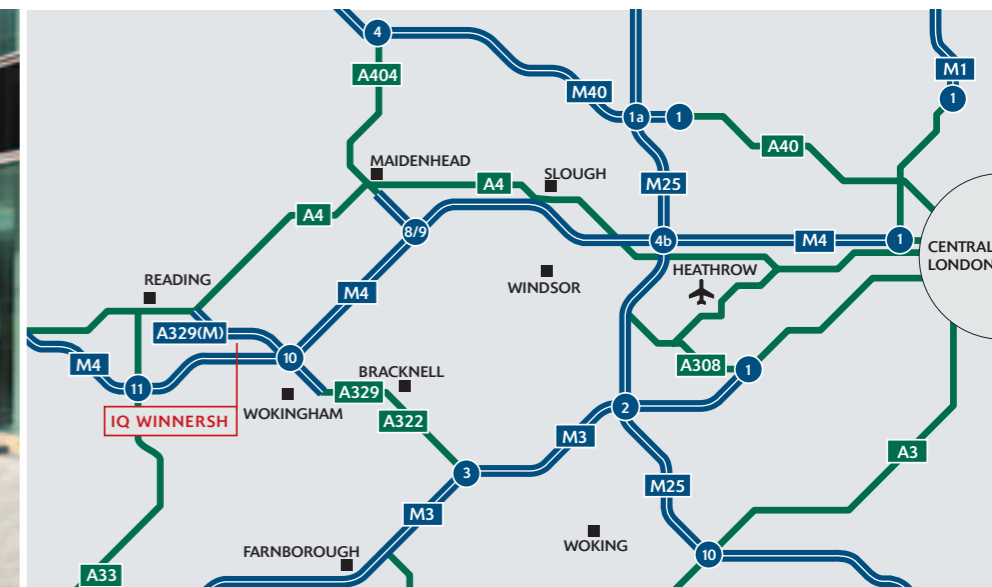 4
A404
M40
M1
1a
1
1
A40
MAIDENHEAD
SLOUGH
A4
M25
A4
8/9
4b
M4
1
CENTRAL
LONDON
READING
WINDSOR
HEATHROW
M4
A329(M)
M4
10
A308
1
11
BRACKNELL
A329
WOKINGHAM
IQ WINNERSH
A322
2
M3
A3
3
M25
M3
WOKING
FARNBOROUGH
10
A33